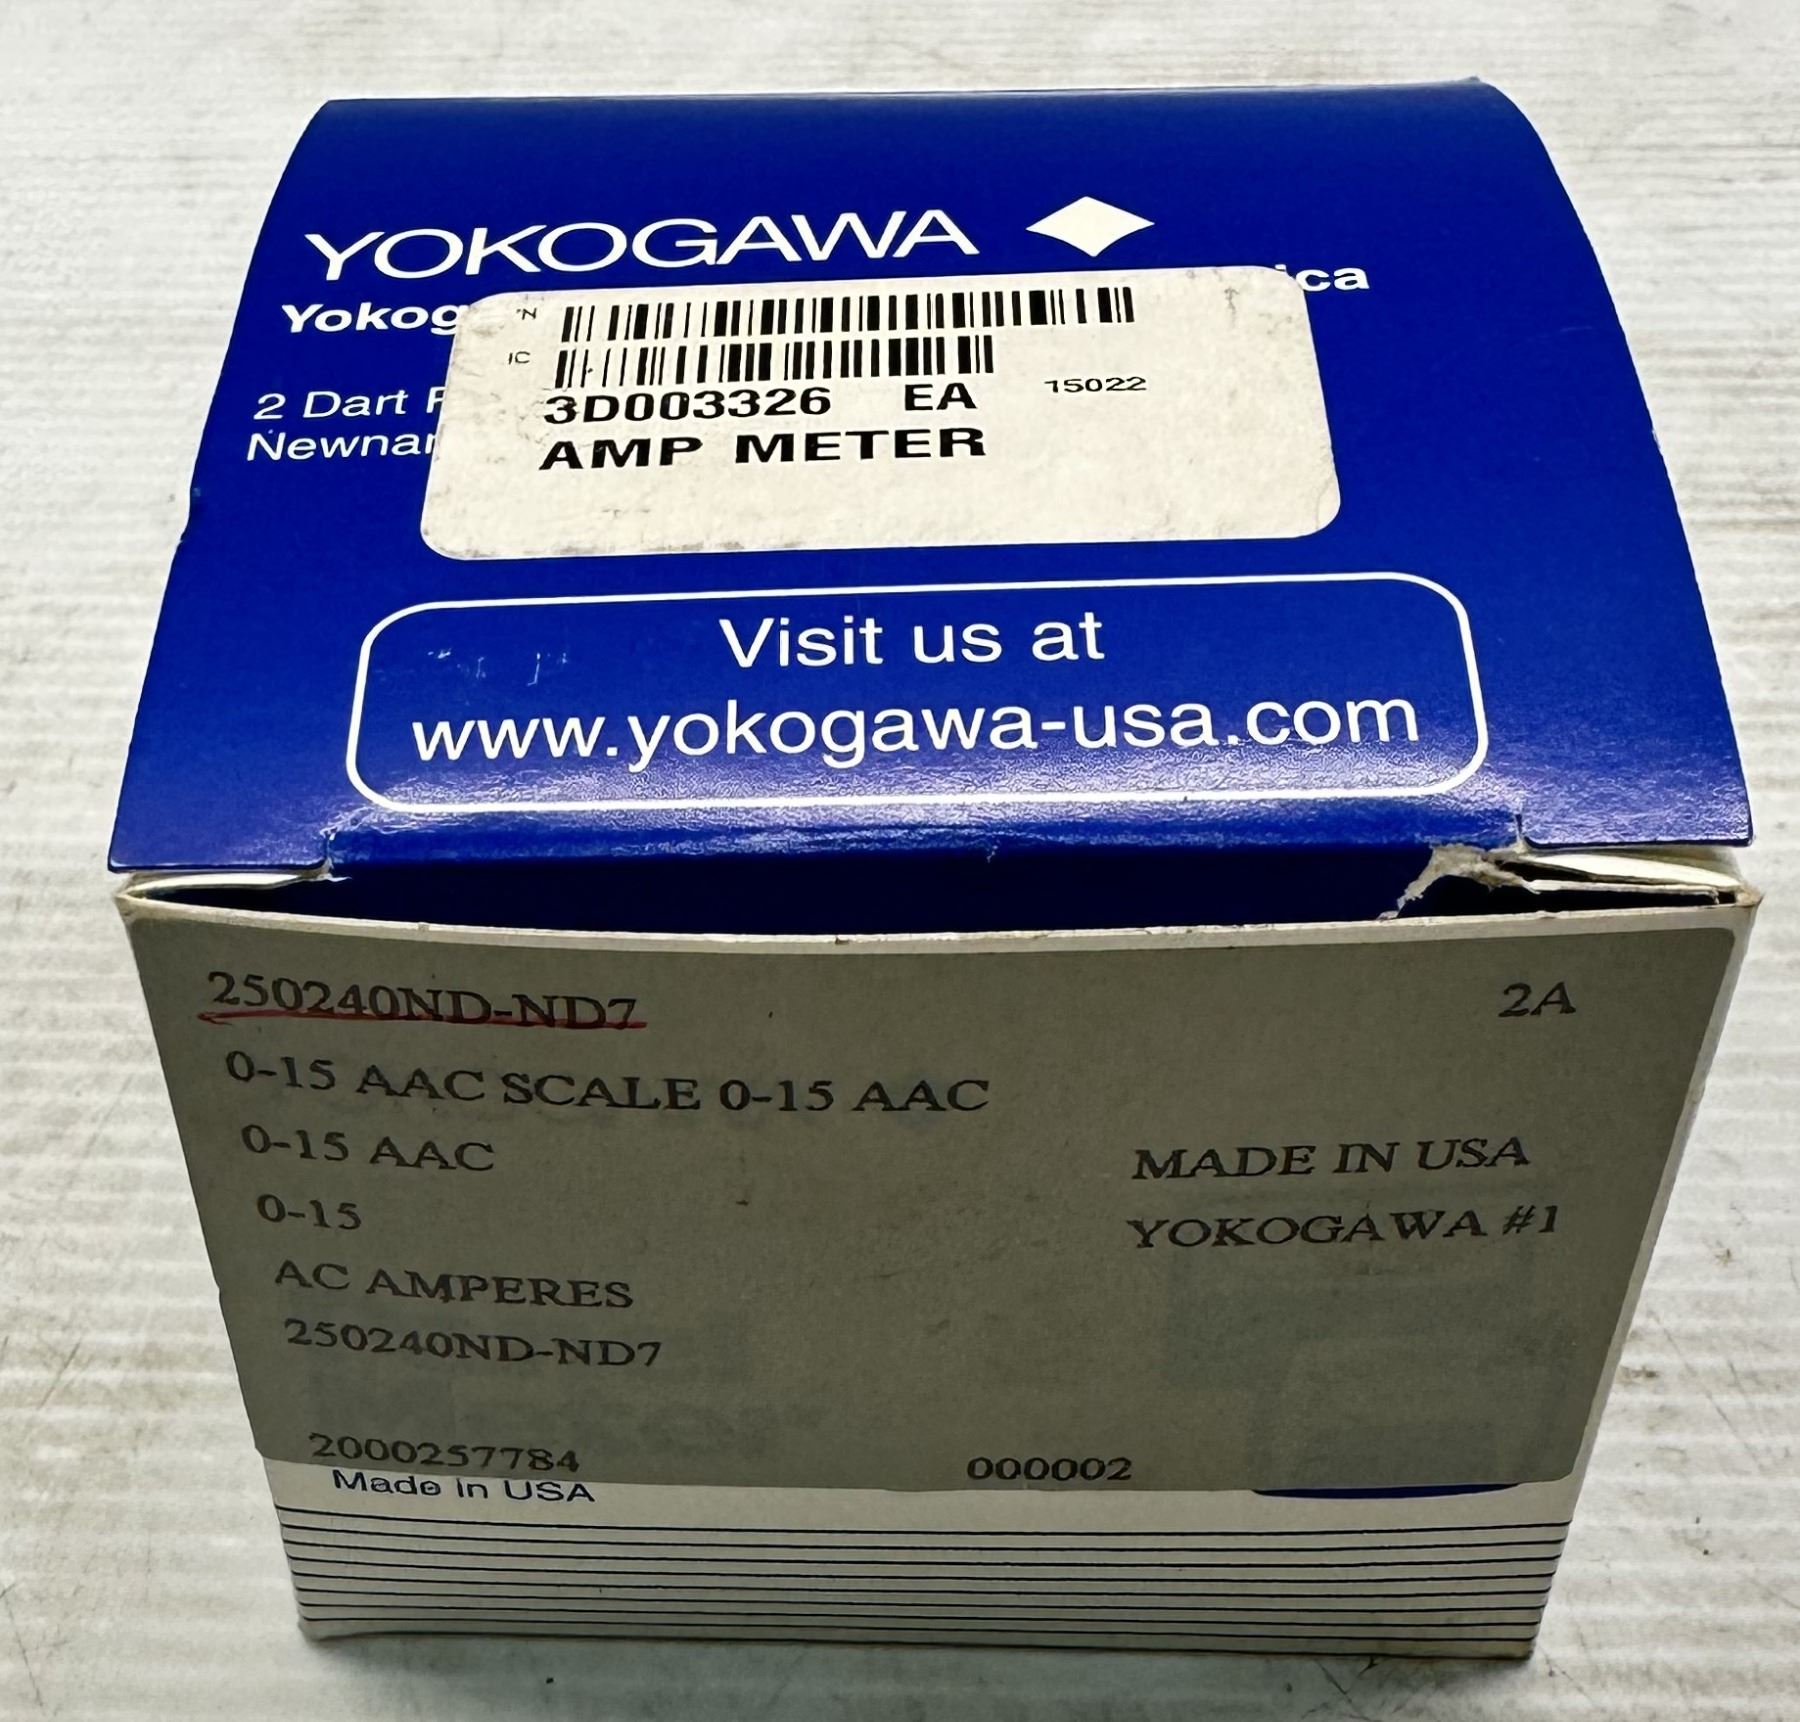 YOKOGAWA
Yokog ca
2 Dart
Newnan
N
IC
3D003326 EA 15022
AMP METER
Visit us at
www.yokogawa-usa.com
250240ND-ND7 2A
0-15 AAC SCALE 0-15 AAC
0-15 AAC MADE IN USA
0-15 YOKOGAWA #1
AC AMPERES
250240ND-ND7
2000257784 000002
Made in USA